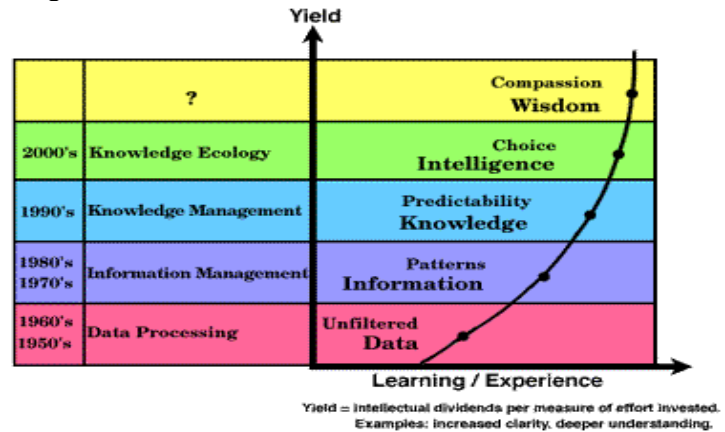 Yield
?
Compassion
Wisdom
2000's Knowledge Ecology
Choice
Intelligence
1990's Knowledge Management
Predictability
Knowledge
1980's
1970's
Information Management
Patterns
Information
1960's
1950's
Data Processing
Unfiltered
Data
Learning / Experience
Yield = intellectual dividends per measure of effort invested.
Examples: increased clarity, deeper understanding.